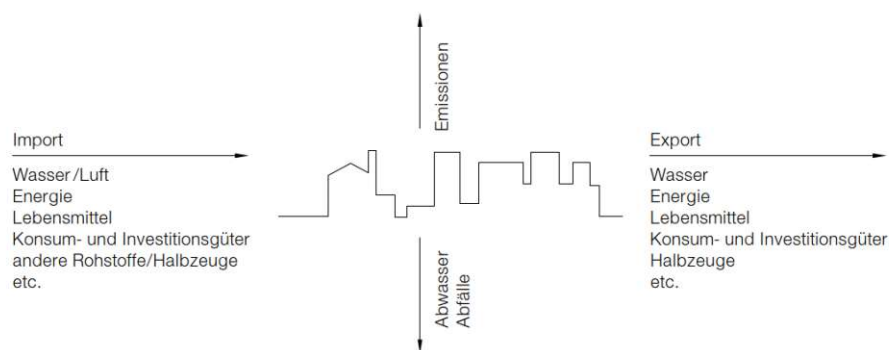 Emissionen
Import
Wasser/Luft
Energie
Lebensmittel
Konsum- und Investitionsgüter
andere Rohstoffe/Halbzeuge
etc.
Export
Wasser
Energie
Lebensmittel
Konsum- und Investitionsgüter
Halbzeuge
etc.
Abwasser
Abfälle